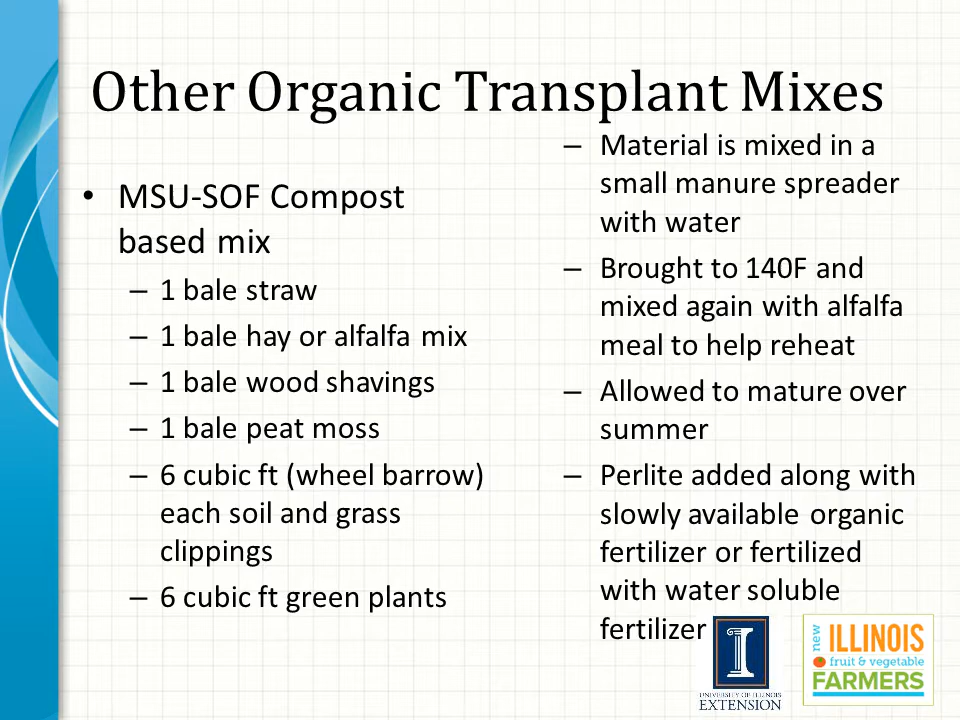 Other Organic Transplant Mixes
• MSU-SOF Compost
based mix
– 1 bale straw
– 1 bale hay or alfalfa mix
– 1 bale wood shavings
– 1 bale peat moss
– 6 cubic ft (wheel barrow)
each soil and grass
clippings
– 6 cubic ft green plants
– Material is mixed in a
small manure spreader
with water
– Brought to 140F and
mixed again with alfalfa
meal to help reheat
– Allowed to mature over
summer
– Perlite added along with
slowly available organic
fertilizer or fertilized
with water soluble
fertilizer
I
UNIVERSITY OF ILLINOIS
EXTENSION
new
ILLINOIS
fruit & vegetable
FARMERS